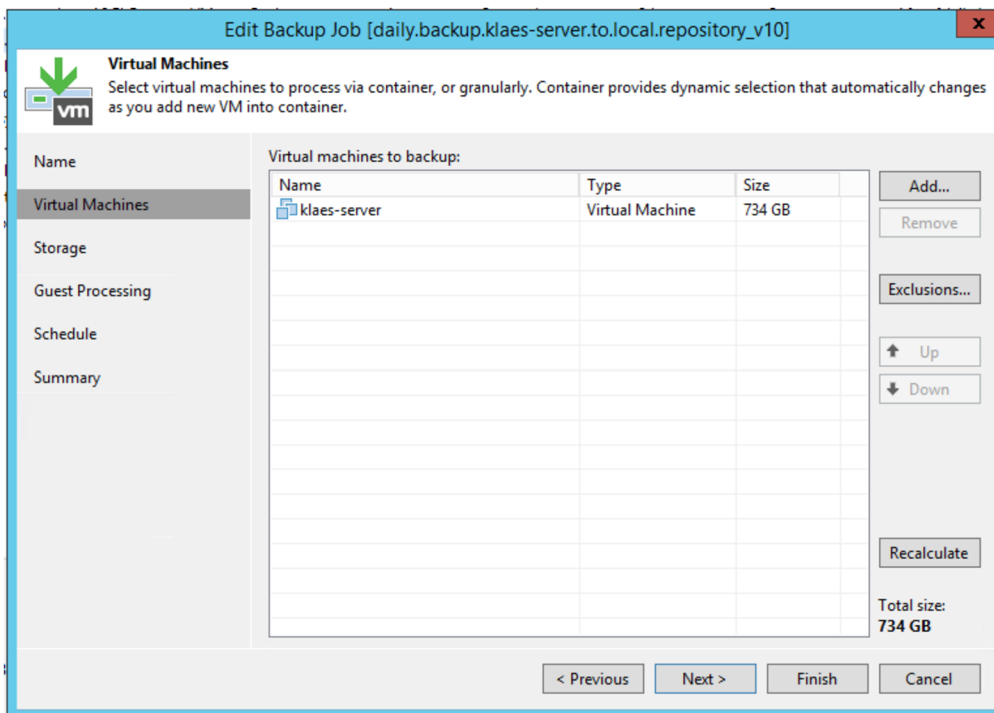 Edit Backup Job [daily.backup.klaes-server.to.local.repository_v10]
x
Virtual Machines
Select virtual machines to process via container, or granularly. Container provides dynamic selection that automatically changes
as you add new VM into container.
vm
Name
Virtual Machines
Storage
Guest Processing
Schedule
Summary
Virtual machines to backup:
Name Type Size
klaes-server Virtual Machine 734 GB
Add...
Remove
Exclusions...
Up
Down
Recalculate
Total size:
734 GB
< Previous Next > Finish Cancel